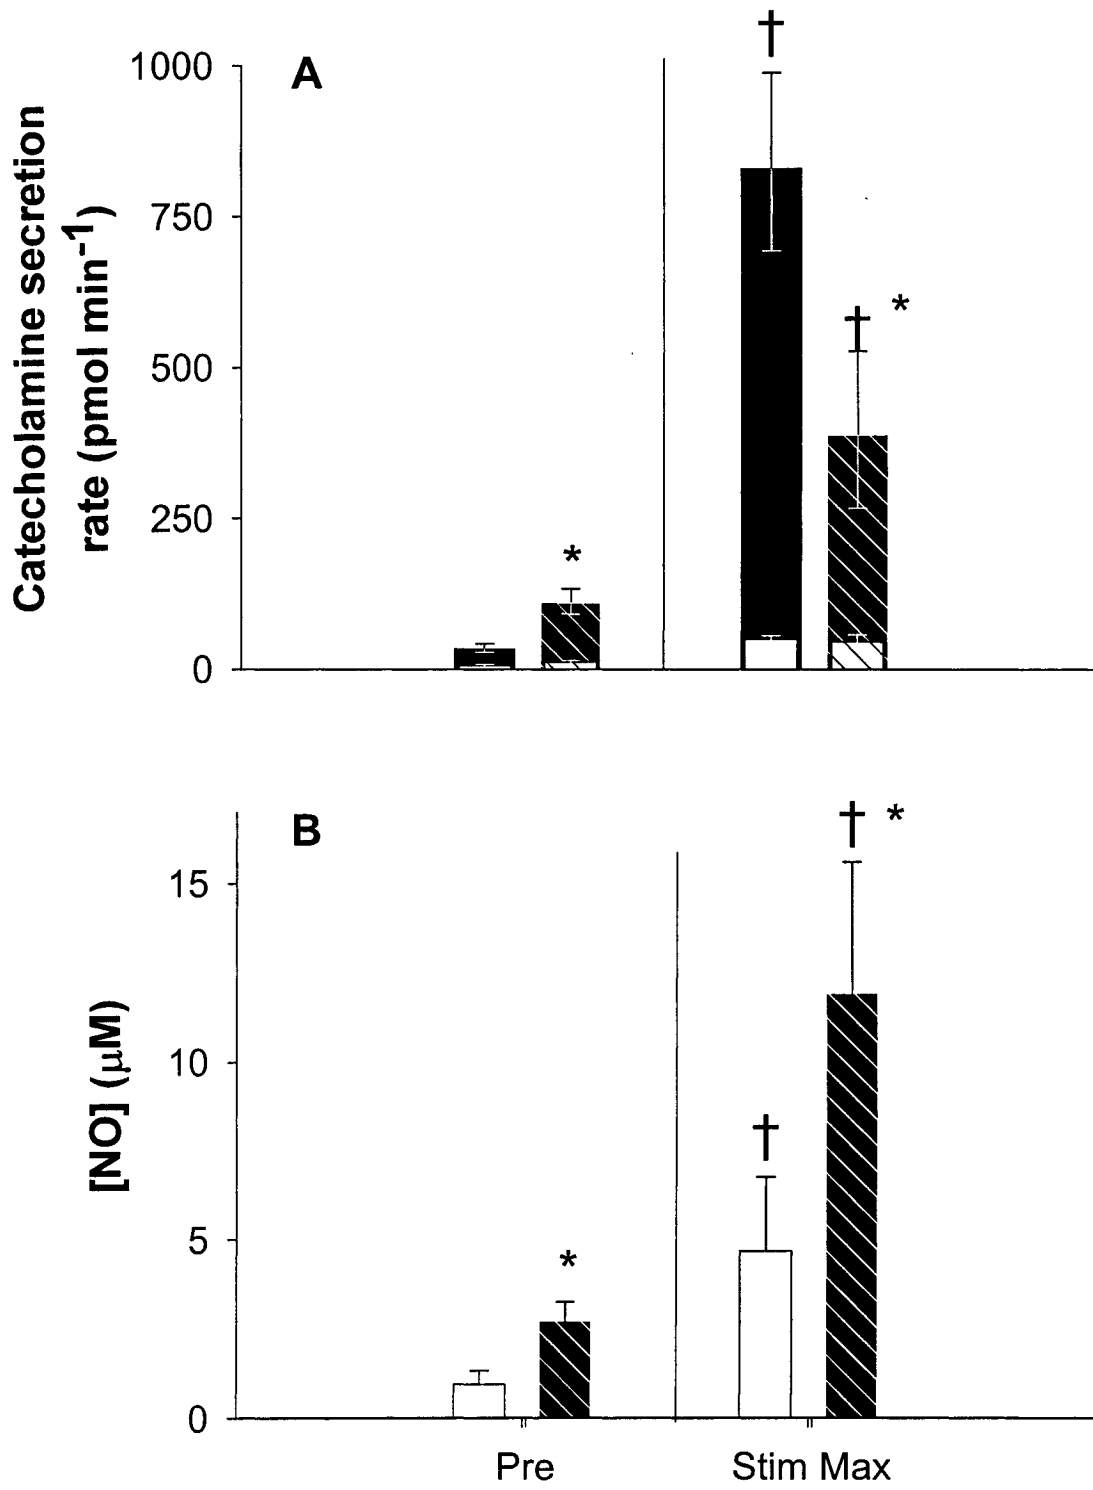 A
Catecholamine secretion
rate (pmol min⁻¹)
1000
750
500
250
0
†
† *
*
B
[NO] (μM)
15
10
5
0
† *
†
*
Pre
Stim Max